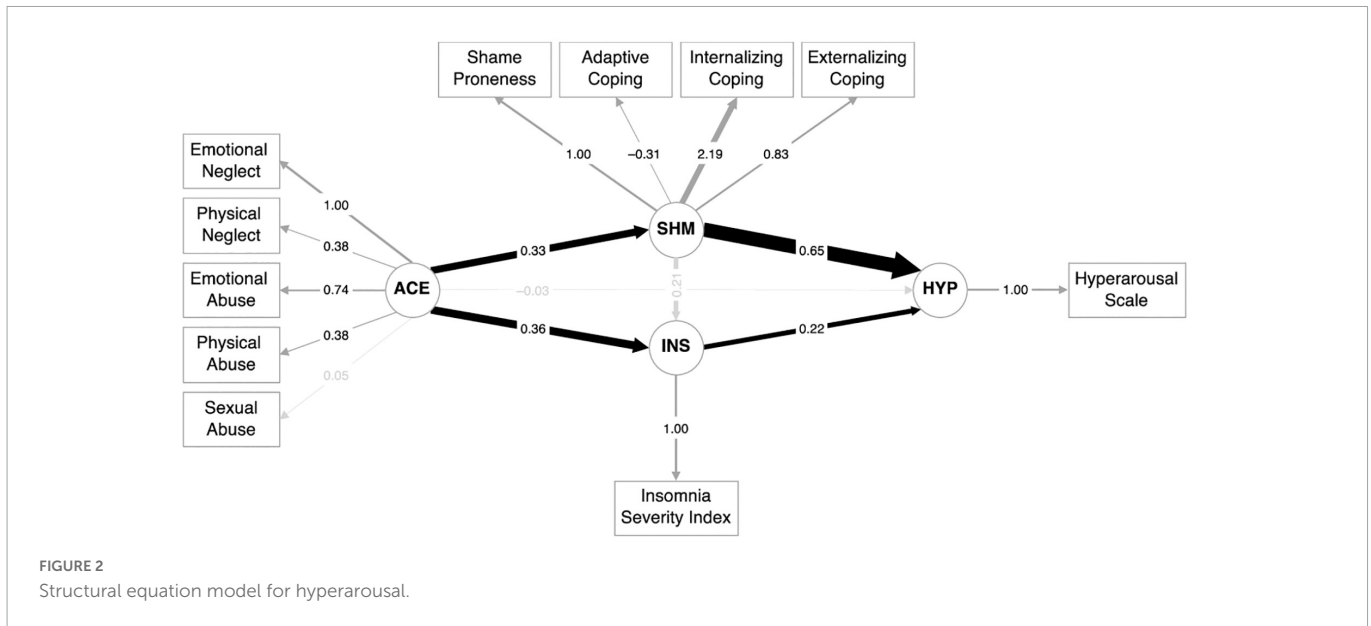 Shame
Proneness
Adaptive
Coping
Internalizing
Coping
Externalizing
Coping
Emotional
Neglect
Physical
Neglect
Emotional
Abuse
Physical
Abuse
Sexual
Abuse
1.00
0.38
0.74
0.38
0.05
ACE
1.00
−0.31
2.19
0.83
SHM
0.33
−0.03
0.36
0.21
0.65
INS
0.22
HYP
1.00
Hyperarousal
Scale
1.00
Insomnia
Severity Index
FIGURE 2
Structural equation model for hyperarousal.